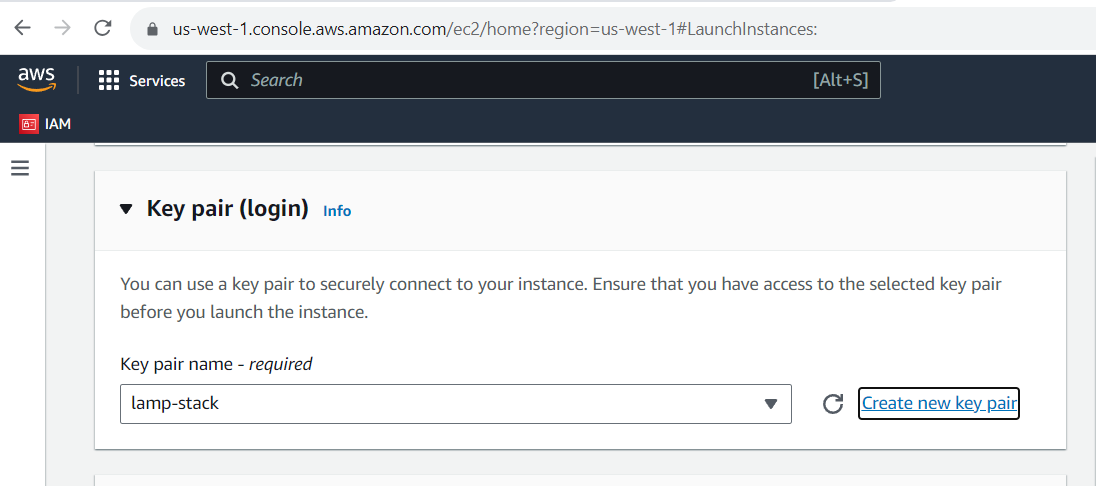 us-west-1.console.aws.amazon.com/ec2/home?region=us-west-1#LaunchInstances:
aws Services Search [Alt+S]
IAM
Key pair (login) Info
You can use a key pair to securely connect to your instance. Ensure that you have access to the selected key pair
before you launch the instance.
Key pair name - required
lamp-stack Create new key pair